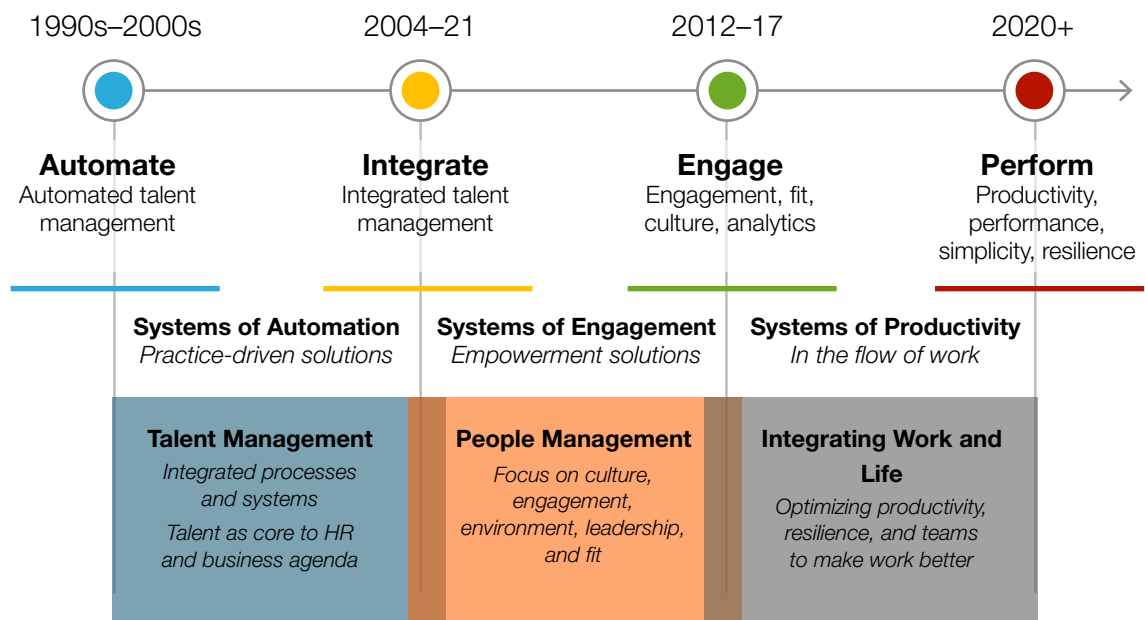 1990s–2000s
2004–21
2012–17
2020+
Automate
Automated talent
management
Integrate
Integrated talent
management
Engage
Engagement, fit,
culture, analytics
Perform
Productivity,
performance,
simplicity, resilience
Systems of Automation
Practice-driven solutions
Systems of Engagement
Empowerment solutions
Systems of Productivity
In the flow of work
Talent Management
Integrated processes
and systems
Talent as core to HR
and business agenda
People Management
Focus on culture,
engagement,
environment, leadership,
and fit
Integrating Work and
Life
Optimizing productivity,
resilience, and teams
to make work better